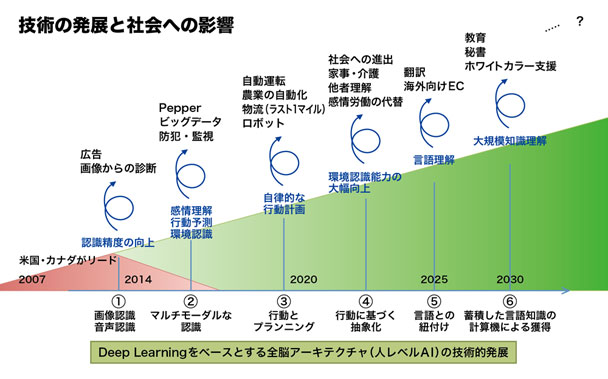 技術の発展と社会への影響
..... ?
教育
秘書
ホワイトカラー支援
社会への進出
家事・介護
他者理解
感情労働の代替
翻訳
海外向けEC
自動運転
農業の自動化
物流(ラスト1マイル)
ロボット
Pepper
ビッグデータ
防犯・監視
広告
画像からの診断
大規模知識理解
言語理解
環境認識能力の
大幅向上
自律的な
行動計画
感情理解
行動予測
環境認識
認識精度の向上
米国・カナダがリード
2007 2014 2020 2025 2030
① ② ③ ④ ⑤ ⑥
画像認識
音声認識
マルチモーダルな
認識
行動と
プランニング
行動に基づく
抽象化
言語との
紐付け
蓄積した言語知識の
計算機による獲得
Deep Learningをベースとする全脳アーキテクチャ(人レベルAI)の技術的発展